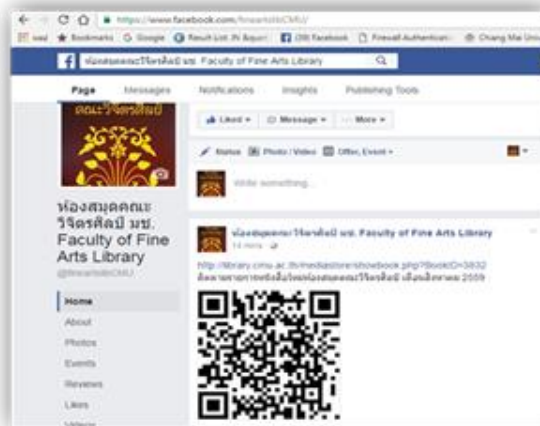 https://www.facebook.com/fineartslibCMU/
Bookmarks Google Facebook Firewall Authenticati
ห้องสมุดคณะวิจิตรศิลป์ มช. Faculty of Fine Arts Library
Page Messages Notifications Insights Publishing Tools
คณะวิจิตรศิลป์
Liked Message More
Status Photo / Video Offer, Event +
Write something...
ห้องสมุดคณะ
วิจิตรศิลป์ มช.
Faculty of Fine
Arts Library
@fineartslibCMU
ห้องสมุดคณะวิจิตรศิลป์ มช. Faculty of Fine Arts Library
14 mins
http://library.cmu.ac.th/mediastore/showbook.php?BookID=3832
Home
About
Photos
Events
Reviews
Likes
Videos